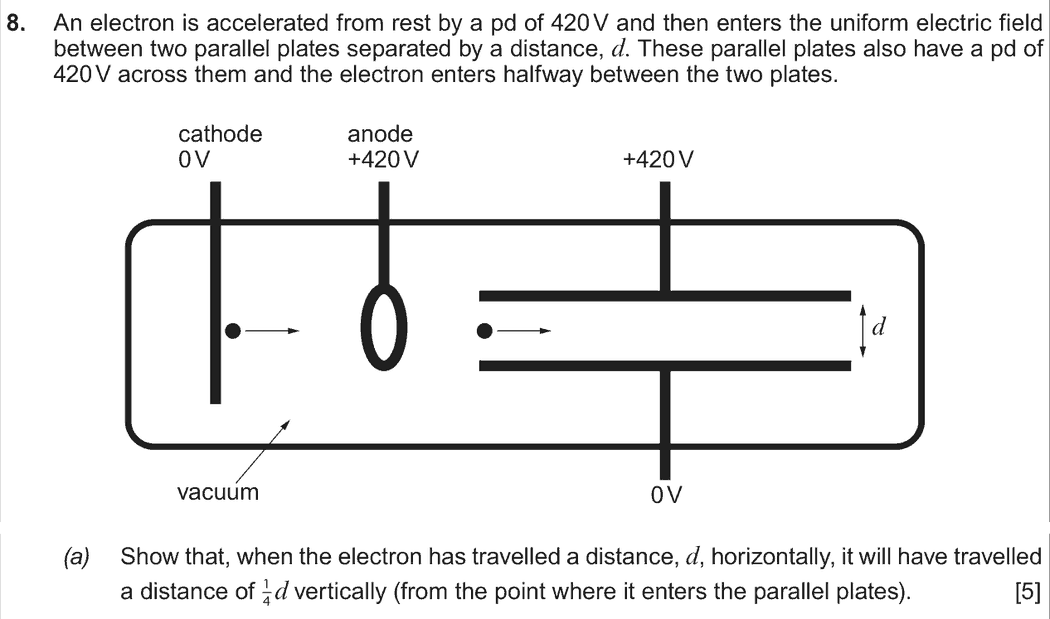 8. An electron is accelerated from rest by a pd of 420 V and then enters the uniform electric field
between two parallel plates separated by a distance, d. These parallel plates also have a pd of
420 V across them and the electron enters halfway between the two plates.
cathode
0 V
anode
+420 V
+420 V
d
vacuum
0 V
(a) Show that, when the electron has travelled a distance, d, horizontally, it will have travelled
a distance of 1/4 d vertically (from the point where it enters the parallel plates). [5]